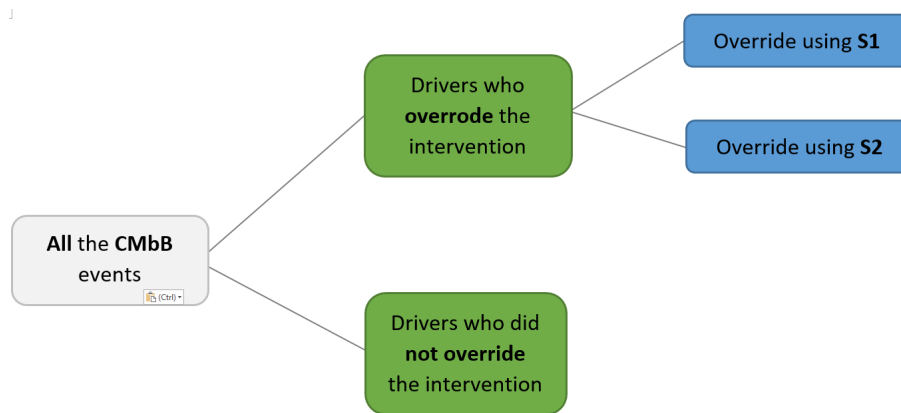 Override using S1
Drivers who
overrode the
intervention
Override using S2
All the CMbB
events
(Ctrl)
Drivers who did
not override
the intervention